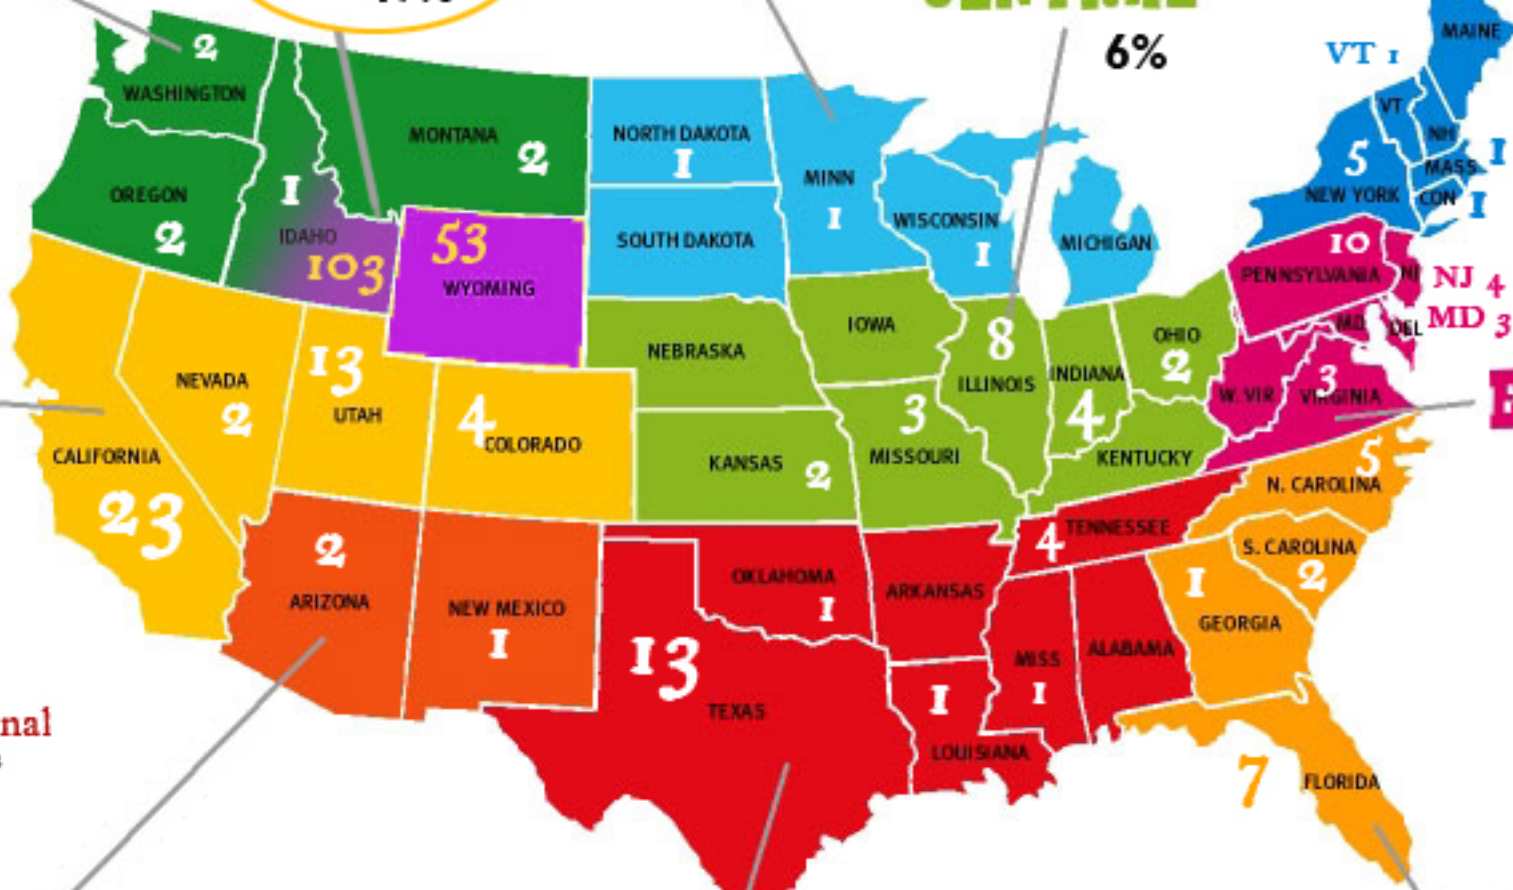 6%
MAINE
VT 1
2
WASHINGTON
VT
MONTANA
2
NORTH DAKOTA
1
NH
1
5
MASS
MINN
1
OREGON
2
1
IDAHO
103
53
WYOMING
SOUTH DAKOTA
WISCONSIN
1
MICHIGAN
NEW YORK
CON
1
10
PENNSYLVANIA
NJ
NJ 4
MD
DEL
MD 3
IOWA
8
ILLINOIS
INDIANA
4
OHIO
2
NEBRASKA
13
UTAH
NEVADA
2
4
COLORADO
W. VIR
3
VIRGINIA
CALIFORNIA
23
KANSAS 2
3
MISSOURI
KENTUCKY
5
N. CAROLINA
TENNESSEE
4
S. CAROLINA
2
2
ARIZONA
NEW MEXICO
1
OKLAHOMA
1
ARKANSAS
1
GEORGIA
13
TEXAS
MISS
1
ALABAMA
1
LOUISIANA
nal
7
FLORIDA